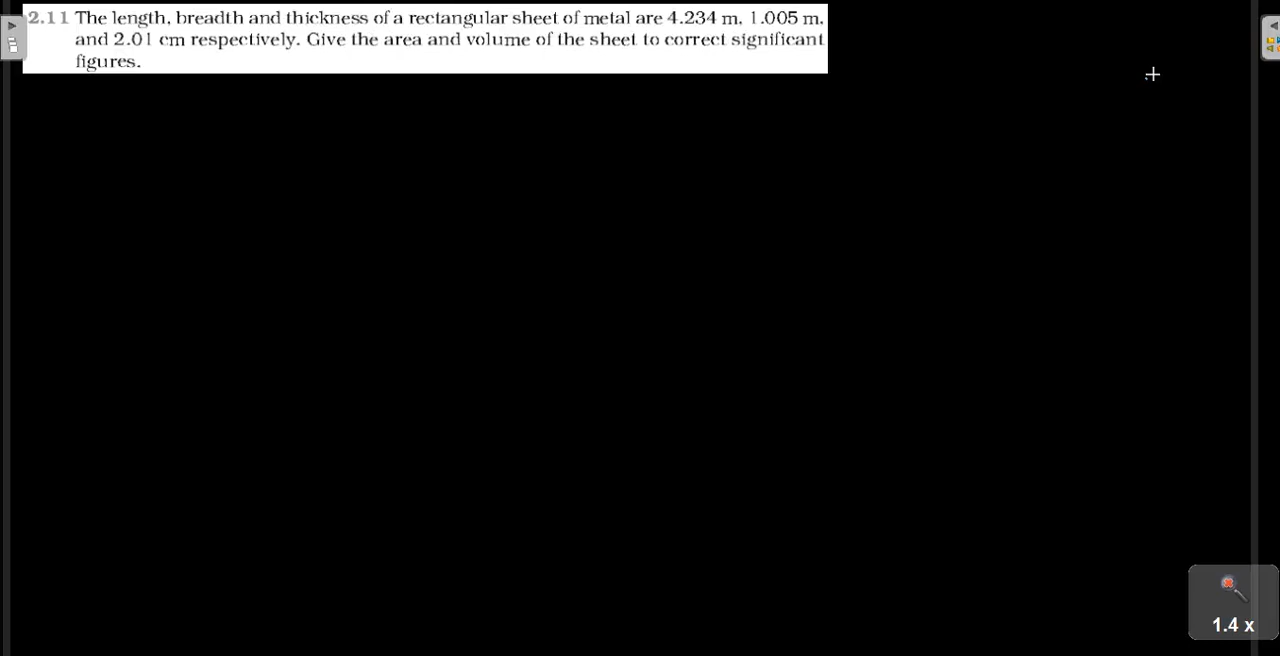 2.11 The length, breadth and thickness of a rectangular sheet of metal are 4.234 m, 1.005 m,
and 2.01 cm respectively. Give the area and volume of the sheet to correct significant
figures.
1.4 x